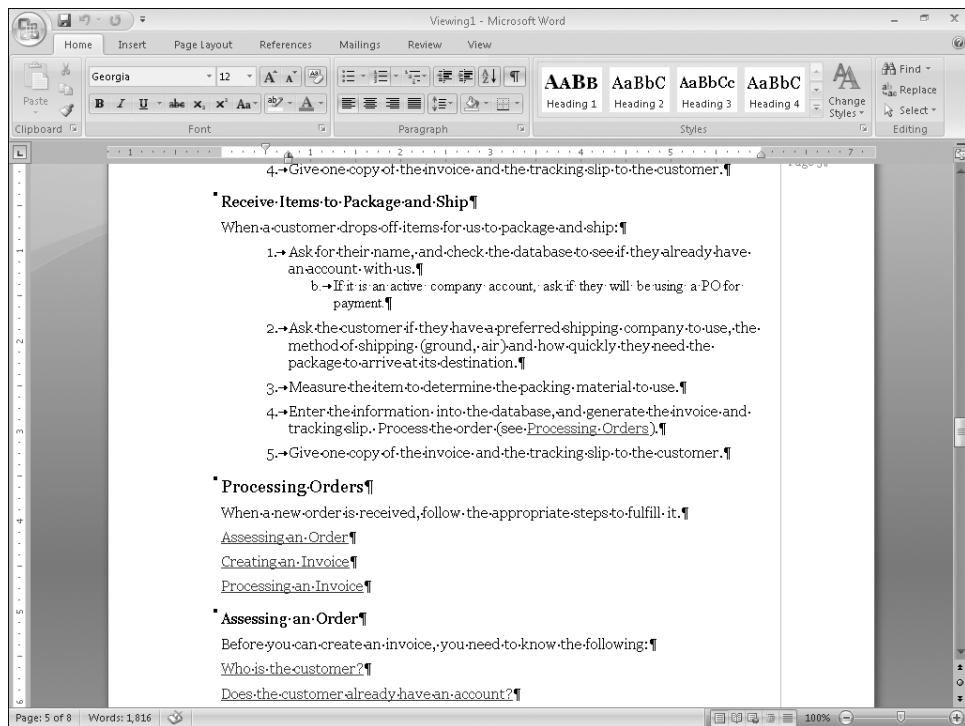 Viewing1 - Microsoft Word
Home Insert Page Layout References Mailings Review View
Paste
Georgia 12
B I U abe x₂ x² Aa ab A
AaBb AaBbC AaBbCc AaBbC
Heading 1 Heading 2 Heading 3 Heading 4
Change Styles
Find
Replace
Select
Clipboard Font Paragraph Styles Editing
1 1 2 3 4 5 7
4.→Give·one·copy·of·the·invoice·and·the·tracking·slip·to·the·customer.¶
Receive·Items·to·Package·and·Ship¶
When·a·customer·drops·off·items·for·us·to·package·and·ship:¶
1.→Ask·for·their·name,·and·check·the·database·to·see·if·they·already·have·
an·account·with·us.¶
b.→If·it·is·an·active·company·account,·ask·if·they·will·be·using·a·PO·for·
payment.¶
2.→Ask·the·customer·if·they·have·a·preferred·shipping·company·to·use,·the·
method·of·shipping·(ground,·air)·and·how·quickly·they·need·the·
package·to·arrive·at·its·destination.¶
3.→Measure·the·item·to·determine·the·packing·material·to·use.¶
4.→Enter·the·information·into·the·database,·and·generate·the·invoice·and·
tracking·slip.·Process·the·order·(see·Processing·Orders).¶
5.→Give·one·copy·of·the·invoice·and·the·tracking·slip·to·the·customer.¶
Processing·Orders¶
When·a·new·order·is·received,·follow·the·appropriate·steps·to·fulfill·it.¶
Assessing·an·Order¶
Creating·an·Invoice¶
Processing·an·Invoice¶
Assessing·an·Order¶
Before·you·can·create·an·invoice,·you·need·to·know·the·following:¶
Who·is·the·customer?¶
Does·the·customer·already·have·an·account?¶
Page: 5 of 8 Words: 1,816 100%